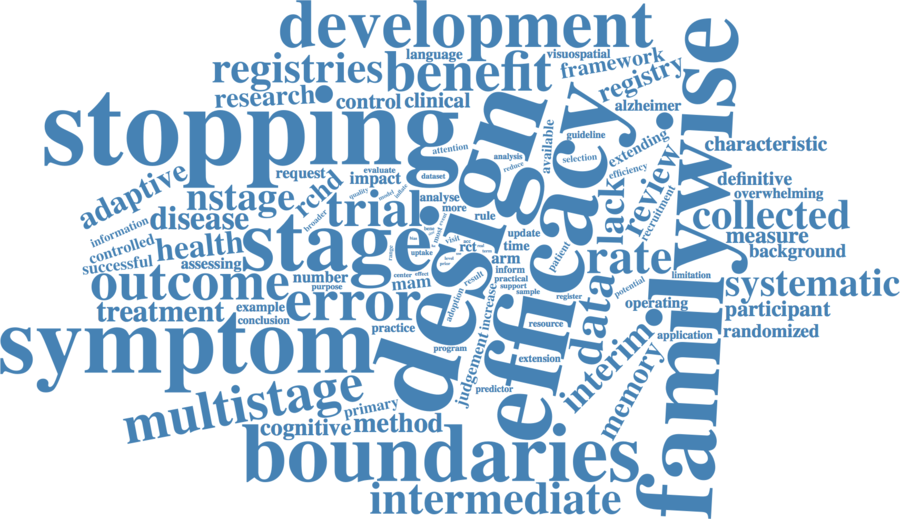 development
language
visuospatial
registries
benefit
framework
registry
research
control
clinical
alzheimer
stopping
design
efficacy
familywise
attention
available
guideline
extending
characteristic
analysis
reduce
selection
efficiency
review
request
evaluate
impact
dataset
definitive
overwhelming
adaptive
nstage
rchd
quality
model
inflate
analyse
lack
recruitment
broader
trial
more
rule
collected
information
disease
update
measure
controlled
health
stage
uptake
visit
rct
time
patient
rate
background
successful
assessing
range
arm
outcome
number
center
effect
inform
limitation
purpose
mam
result
practical
support
sample
potential
systematic
treatment
example
error
adoption
increase
register
data
operating
participant
conclusion
practice
resource
interim
application
randomized
symptom
program
judgement
extension
memory
predictor
multistage
primary
cognitive
method
boundaries
intermediate